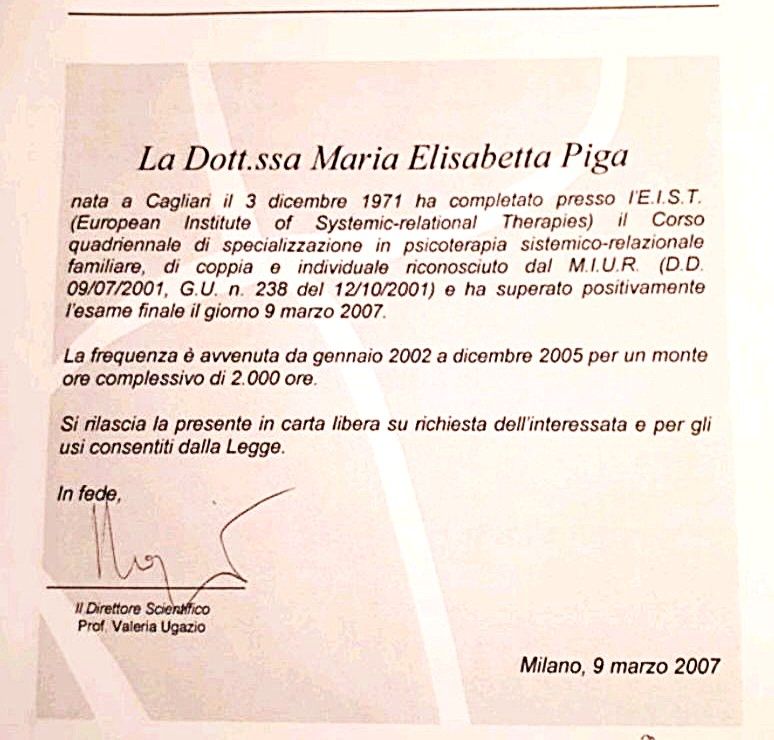 La Dott.ssa Maria Elisabetta Piga
nata a Cagliari il 3 dicembre 1971 ha completato presso l'E.I.S.T.
(European Institute of Systemic-relational Therapies) il Corso
quadriennale di specializzazione in psicoterapia sistemico-relazionale
familiare, di coppia e individuale riconosciuto dal M.I.U.R. (D.D.
09/07/2001, G.U. n. 238 del 12/10/2001) e ha superato positivamente
l'esame finale il giorno 9 marzo 2007.
La frequenza è avvenuta da gennaio 2002 a dicembre 2005 per un monte
ore complessivo di 2.000 ore.
Si rilascia la presente in carta libera su richiesta dell'interessata e per gli
usi consentiti dalla Legge.
In fede,
Il Direttore Scientifico
Prof. Valeria Ugazio
Milano, 9 marzo 2007